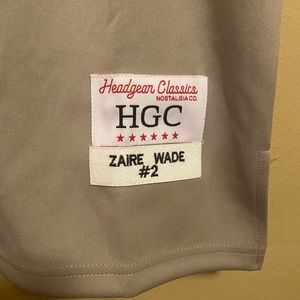 Headgear Classics
NOSTALGIA CO.
HGC
ZAIRE WADE
#2